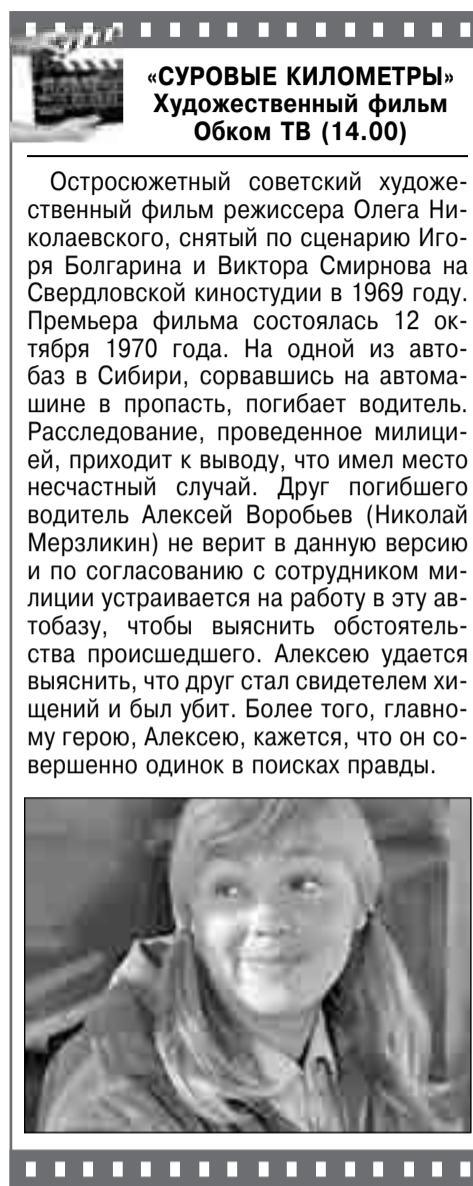 «СУРОВЫЕ КИЛОМЕТРЫ»
Художественный фильм
Обком ТВ (14.00)
Остросюжетный советский художе-
ственный фильм режиссера Олега Ни-
колаевского, снятый по сценарию Иго-
ря Болгарина и Виктора Смирнова на
Свердловской киностудии в 1969 году.
Премьера фильма состоялась 12 ок-
тября 1970 года. На одной из авто-
баз в Сибири, сорвавшись на автома-
шине в пропасть, погибает водитель.
Расследование, проведенное милици-
ей, приходит к выводу, что имел место
несчастный случай. Друг погибшего
водитель Алексей Воробьев (Николай
Мерзликин) не верит в данную версию
и по согласованию с сотрудником ми-
лиции устраивается на работу в эту ав-
тобазу, чтобы выяснить обстоятель-
ства происшедшего. Алексею удается
выяснить, что друг стал свидетелем хи-
щений и был убит. Более того, главно-
му герою, Алексею, кажется, что он со-
вершенно одинок в поисках правды.